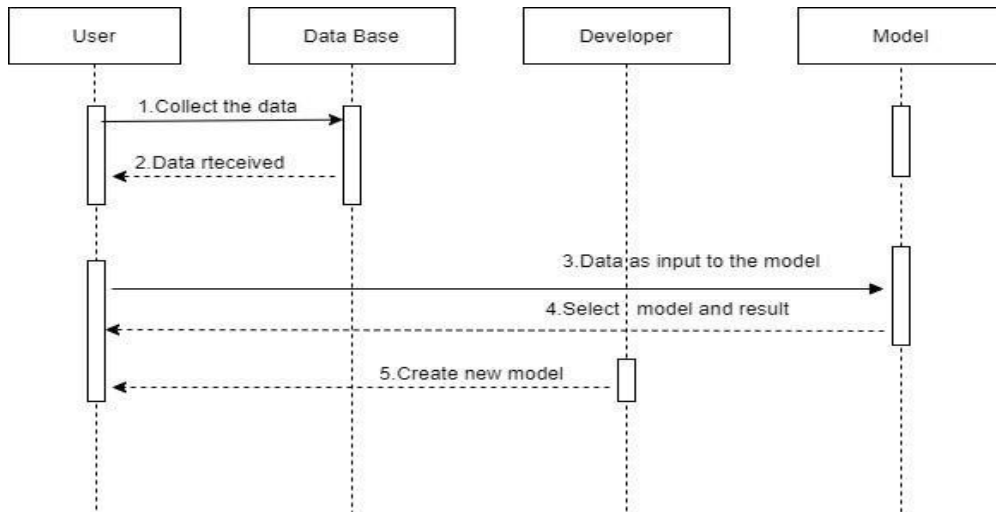 User
Data Base
Developer
Model
1.Collect the data
2.Data rteceived
3.Data as input to the model
4.Select model and result
5.Create new model